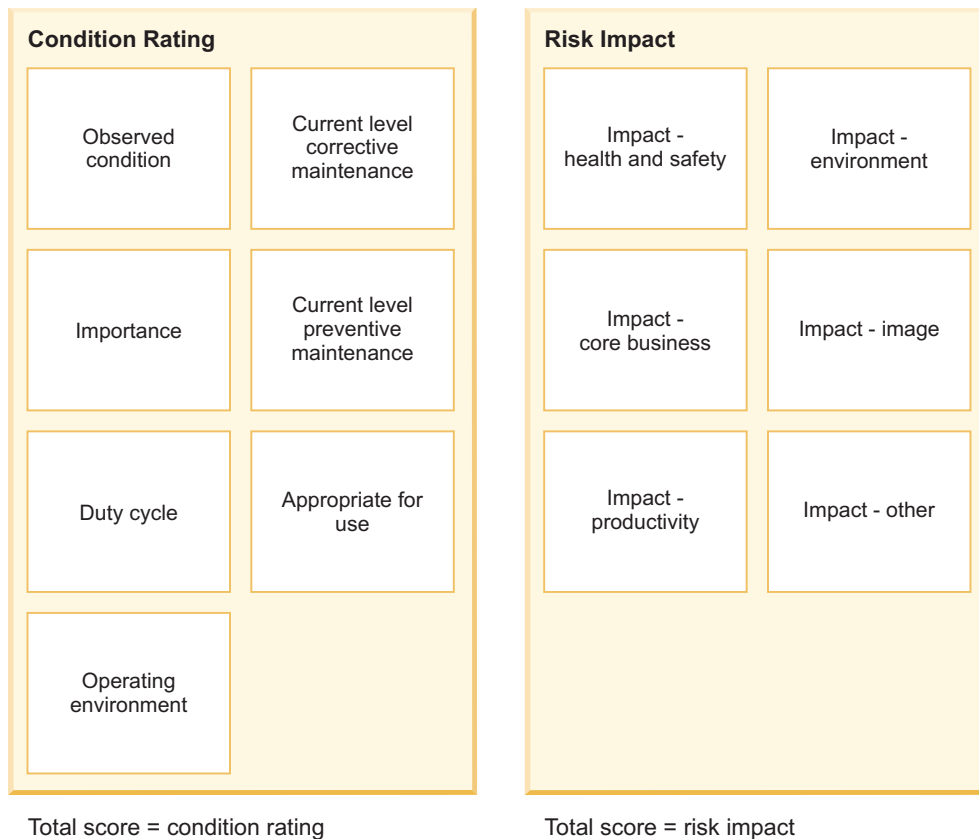 Condition Rating
Observed
condition
Current level
corrective
maintenance
Importance
Current level
preventive
maintenance
Duty cycle
Appropriate for
use
Operating
environment
Total score = condition rating
Risk Impact
Impact -
health and safety
Impact -
environment
Impact -
core business
Impact - image
Impact -
productivity
Impact - other
Total score = risk impact